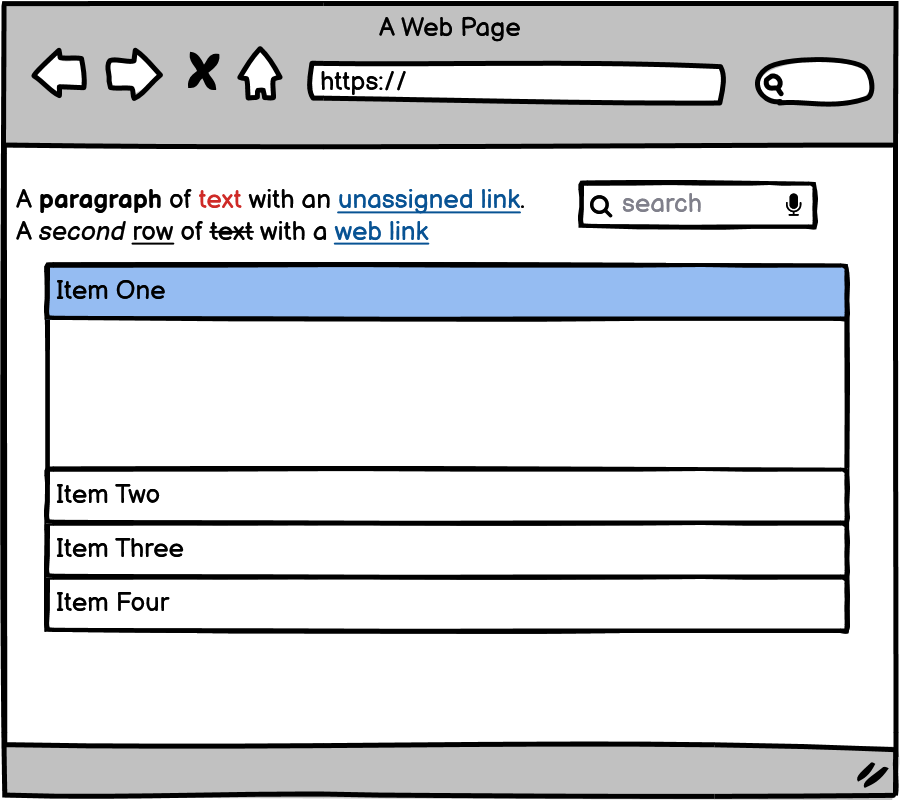 A Web Page
https://
A paragraph of text with an unassigned link.
A second row of text with a web link
search
Item One
Item Two
Item Three
Item Four